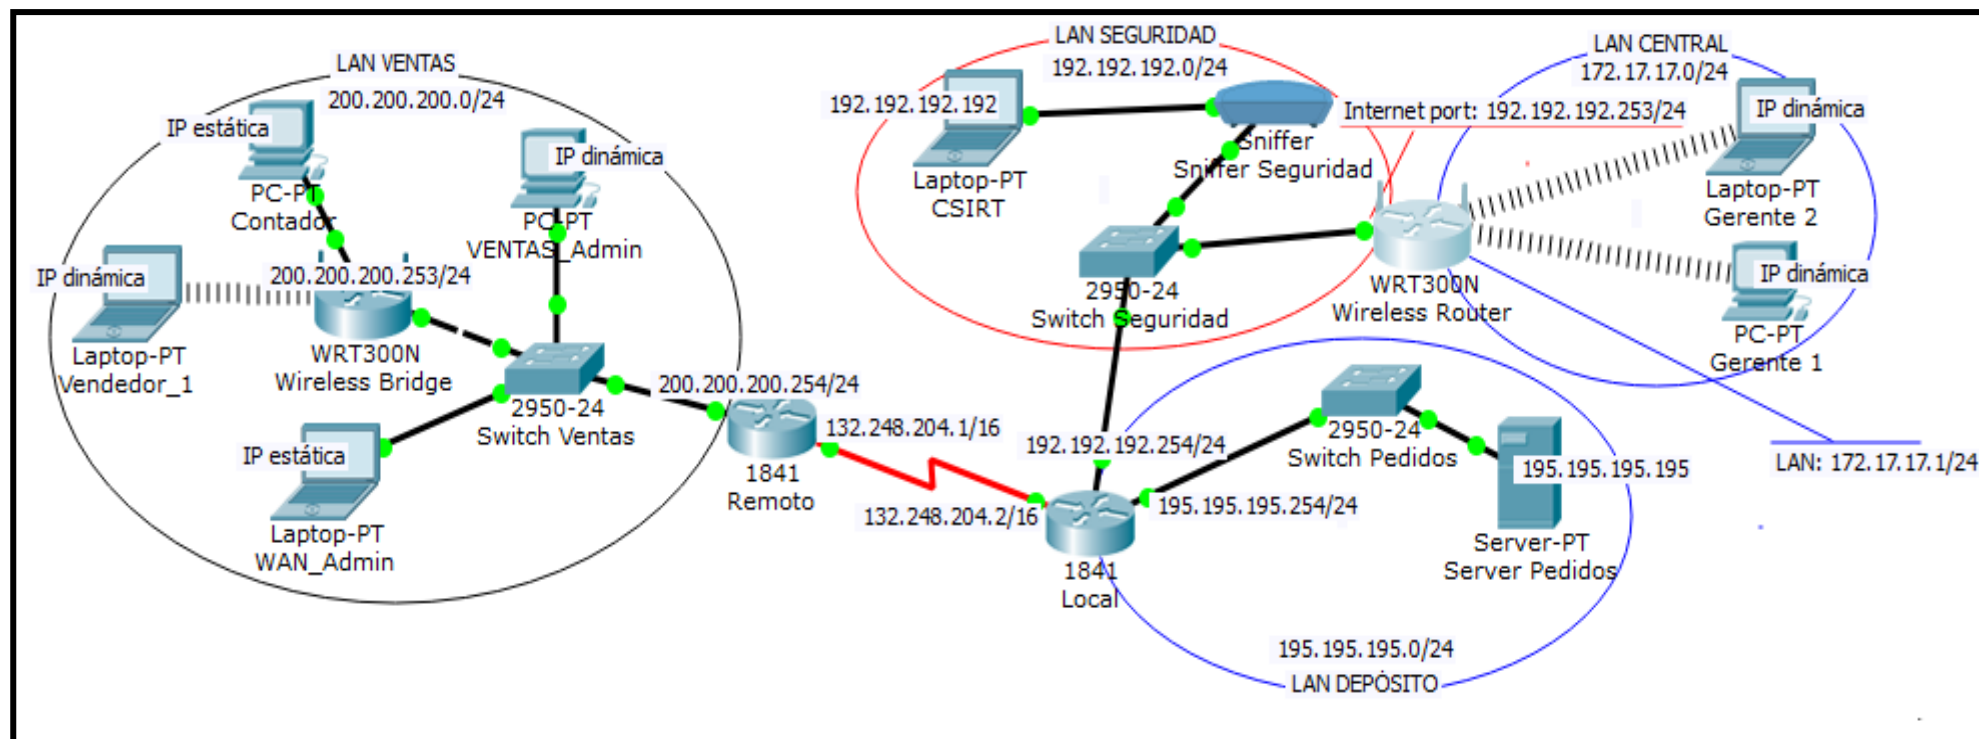 LAN VENTAS
200.200.200.0/24
IP estática
PC-PT
Contador
IP dinámica
PC-PT
VENTAS_Admin
IP dinámica
Laptop-PT
Vendedor_1
200.200.200.253/24
WRT300N
Wireless Bridge
2950-24
Switch Ventas
IP estática
Laptop-PT
WAN_Admin
200.200.200.254/24
1841
Remoto
132.248.204.1/16
132.248.204.2/16
LAN SEGURIDAD
192.192.192.0/24
192.192.192.192
Laptop-PT
CSIRT
Sniffer
Sniffer Seguridad
2950-24
Switch Seguridad
192.192.192.254/24
1841
Local
195.195.195.254/24
2950-24
Switch Pedidos
195.195.195.195
Server-PT
Server Pedidos
195.195.195.0/24
LAN DEPÓSITO
LAN CENTRAL
172.17.17.0/24
Internet port: 192.192.192.253/24
IP dinámica
Laptop-PT
Gerente 2
WRT300N
Wireless Router
IP dinámica
PC-PT
Gerente 1
LAN: 172.17.17.1/24